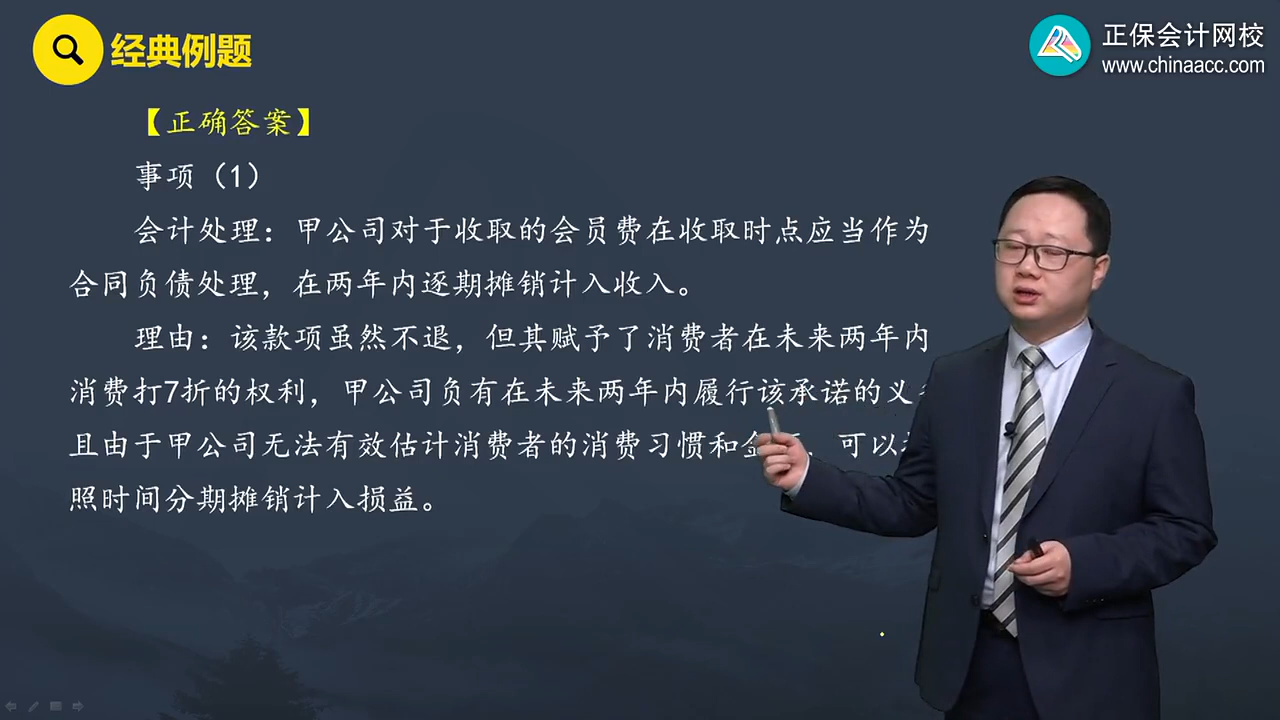 经典例题
正保会计网校
www.chinaacc.com
【正确答案】
事项（1）
会计处理：甲公司对于收取的会员费在收取时点应当作为
合同负债处理，在两年内逐期摊销计入收入。
理由：该款项虽然不退，但其赋予了消费者在未来两年内
消费打7折的权利，甲公司负有在未来两年内履行该承诺的义
且由于甲公司无法有效估计消费者的消费习惯和金 、可以
照时间分期摊销计入损益。